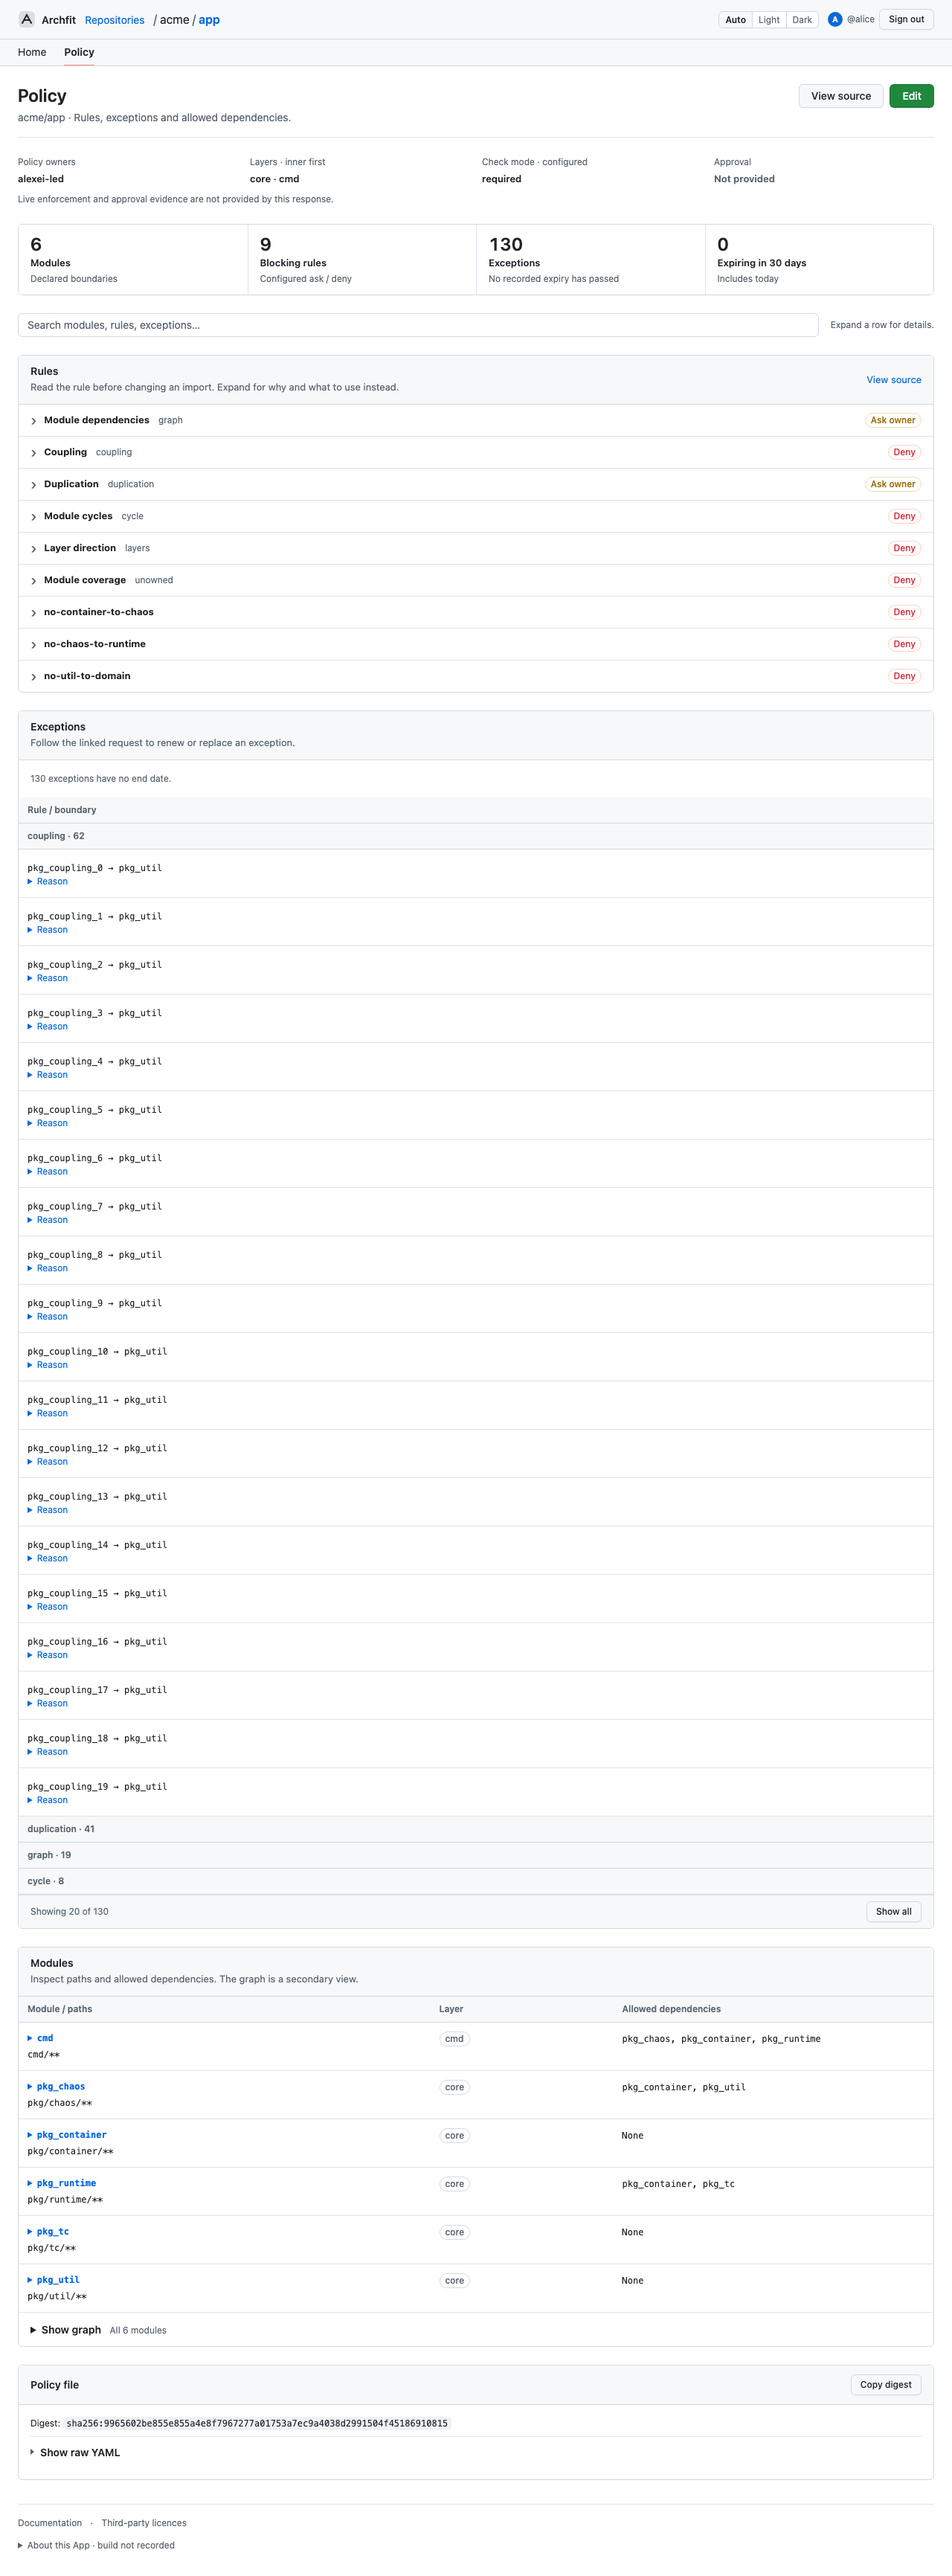 Archfit Repositories / acme / app Auto Light Dark A @alice Sign out
Home Policy
Policy View source Edit
acme/app · Rules, exceptions and allowed dependencies.
Policy owners Layers · inner first Check mode · configured Approval
alexei-led core · cmd required Not provided
Live enforcement and approval evidence are not provided by this response.
6 9 130 0
Modules Blocking rules Exceptions Expiring in 30 days
Declared boundaries Configured ask / deny No recorded expiry has passed Includes today
Search modules, rules, exceptions... Expand a row for details.
Rules
Read the rule before changing an import. Expand for why and what to use instead. View source
Module dependencies graph Ask owner
Coupling coupling Deny
Duplication duplication Ask owner
Module cycles cycle Deny
Layer direction layers Deny
Module coverage unowned Deny
no-container-to-chaos Deny
no-chaos-to-runtime Deny
no-util-to-domain Deny
Exceptions
Follow the linked request to renew or replace an exception.
130 exceptions have no end date.
Rule / boundary
coupling · 62
pkg_coupling_0 → pkg_util
Reason
pkg_coupling_1 → pkg_util
Reason
pkg_coupling_2 → pkg_util
Reason
pkg_coupling_3 → pkg_util
Reason
pkg_coupling_4 → pkg_util
Reason
pkg_coupling_5 → pkg_util
Reason
pkg_coupling_6 → pkg_util
Reason
pkg_coupling_7 → pkg_util
Reason
pkg_coupling_8 → pkg_util
Reason
pkg_coupling_9 → pkg_util
Reason
pkg_coupling_10 → pkg_util
Reason
pkg_coupling_11 → pkg_util
Reason
pkg_coupling_12 → pkg_util
Reason
pkg_coupling_13 → pkg_util
Reason
pkg_coupling_14 → pkg_util
Reason
pkg_coupling_15 → pkg_util
Reason
pkg_coupling_16 → pkg_util
Reason
pkg_coupling_17 → pkg_util
Reason
pkg_coupling_18 → pkg_util
Reason
pkg_coupling_19 → pkg_util
Reason
duplication · 41
graph · 19
cycle · 8
Showing 20 of 130 Show all
Modules
Inspect paths and allowed dependencies. The graph is a secondary view.
Module / paths Layer Allowed dependencies
cmd cmd pkg_chaos, pkg_container, pkg_runtime
cmd/**
pkg_chaos core pkg_container, pkg_util
pkg/chaos/**
pkg_container core None
pkg/container/**
pkg_runtime core pkg_container, pkg_tc
pkg/runtime/**
pkg_tc core None
pkg/tc/**
pkg_util core None
pkg/util/**
Show graph All 6 modules
Policy file Copy digest
Digest: sha256:9965602be855e855a4e8f7967277a01753a7ec9a4038d2991504f45186910815
Show raw YAML
Documentation · Third-party licences
About this App · build not recorded